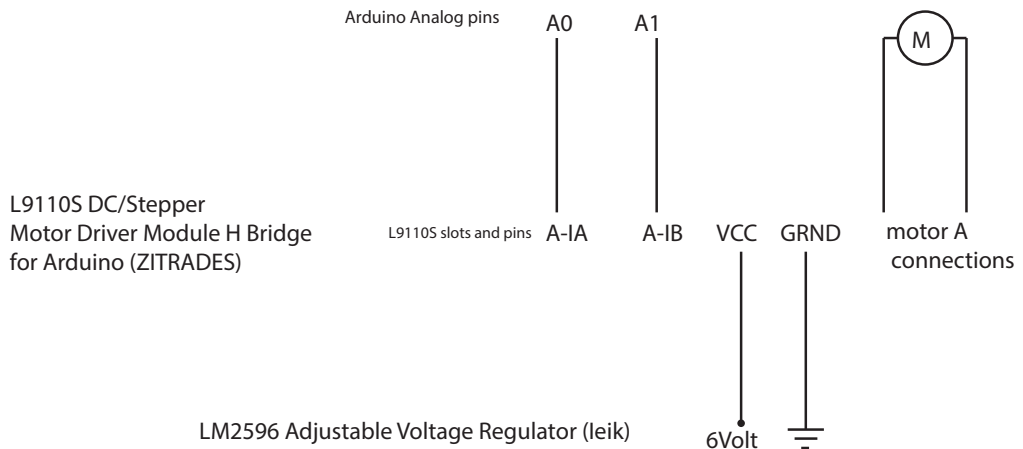 Arduino Analog pins A0 A1
M
L9110S DC/Stepper
Motor Driver Module H Bridge
for Arduino (ZITRADES)
L9110S slots and pins A-IA A-IB VCC GRND motor A
connections
LM2596 Adjustable Voltage Regulator (leik)
6Volt